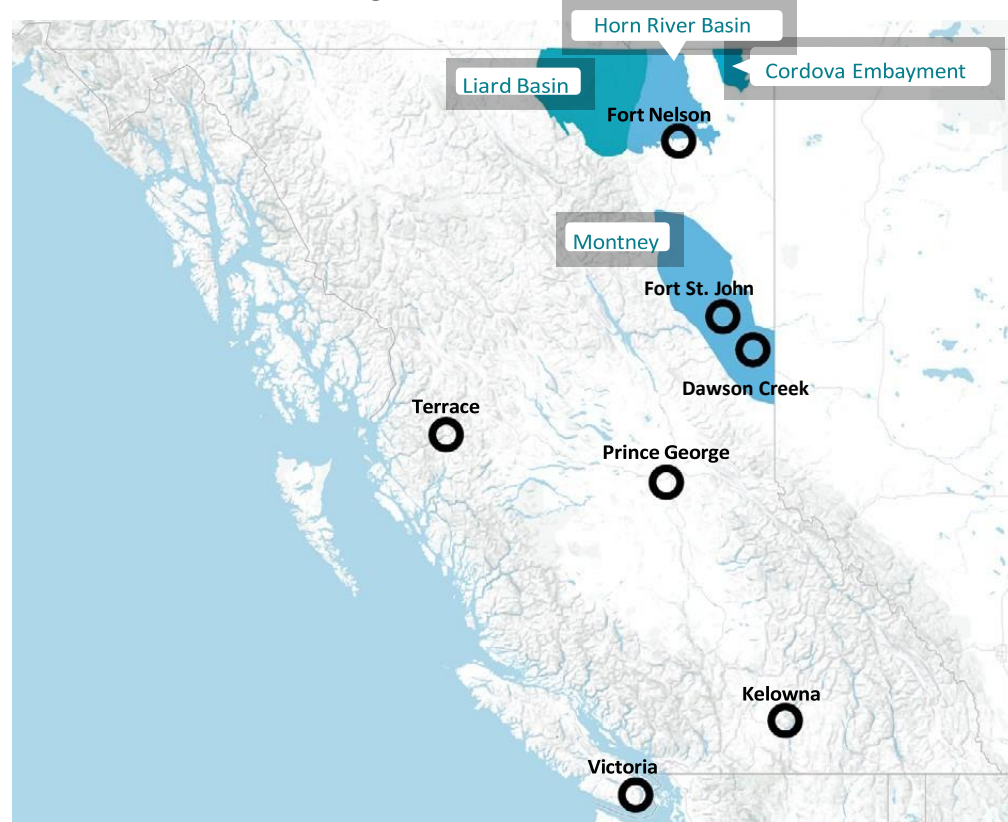 Horn River Basin
Cordova Embayment
Liard Basin
Fort Nelson
Montney
Fort St. John
Dawson Creek
Terrace
Prince George
Kelowna
Victoria